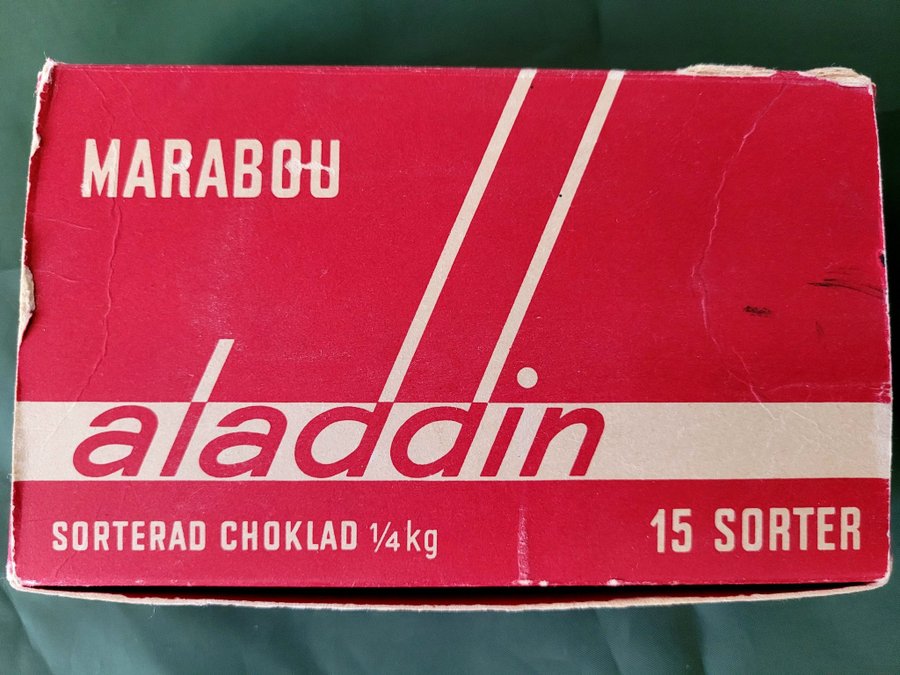 MARABOU
aladdin
SORTERAD CHOKLAD 1/4 kg
15 SORTER